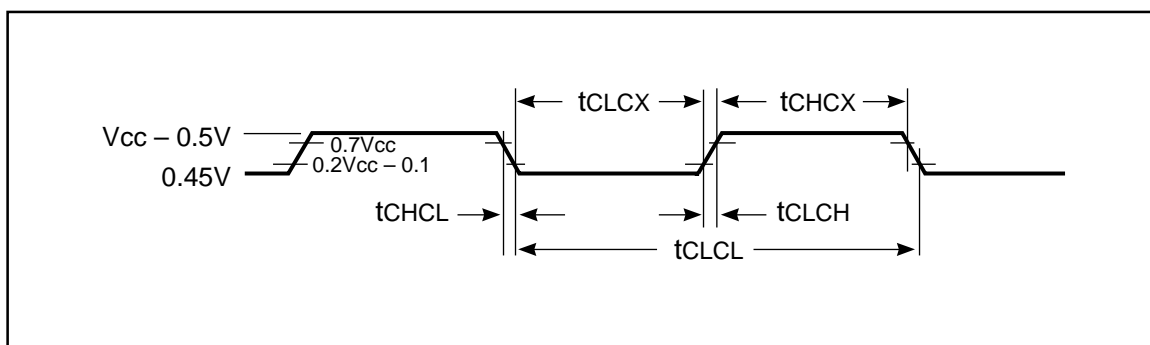 tCLCX
tCHCX
Vcc – 0.5V
0.7Vcc
0.2Vcc – 0.1
0.45V
tCHCL
tCLCH
tCLCL